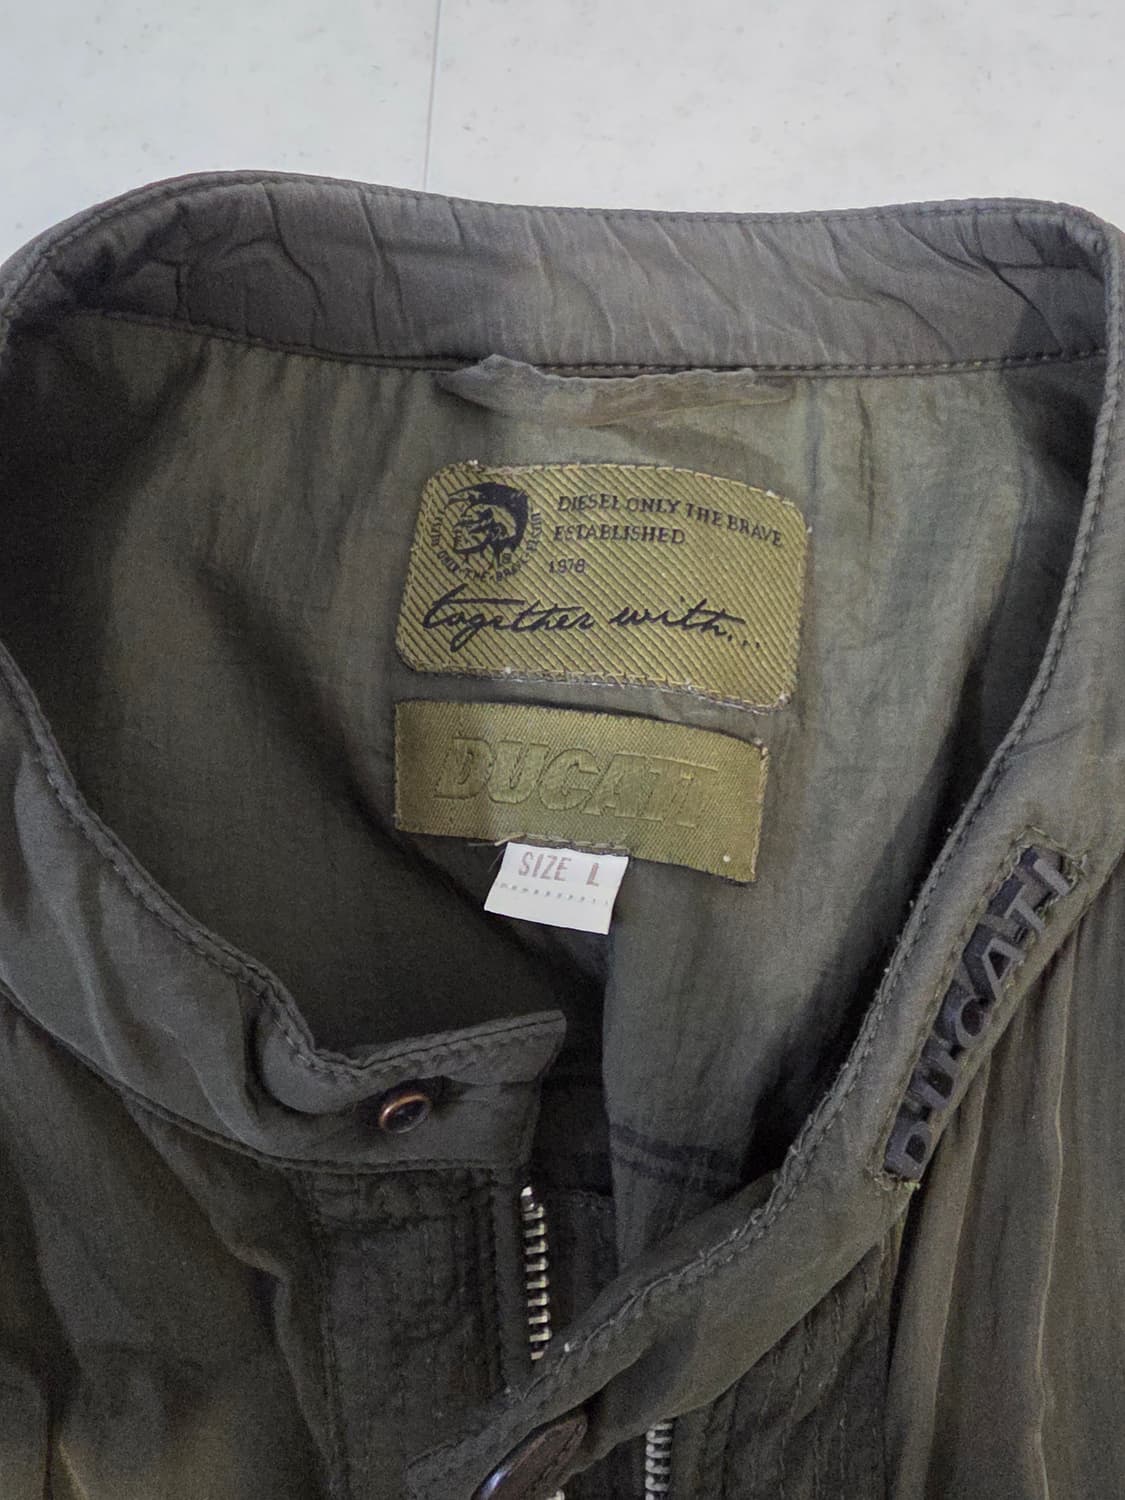 DIESEL ONLY THE BRAVE
ESTABLISHED
1978
together with...
DUCATI
SIZE L
DUCATI